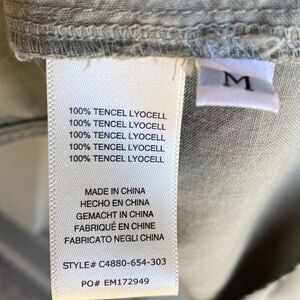 M
100% TENCEL LYOCELL
100% TENCEL LYOCELL
100% TENCEL LYOCELL
100% TENCEL LYOCELL
100% TENCEL LYOCELL
MADE IN CHINA
HECHO EN CHINA
GEMACHT IN CHINA
FABRIQUÉ EN CHINE
FABRICATO NEGLI CHINA
STYLE# C4880-654-303
PO# EM172949